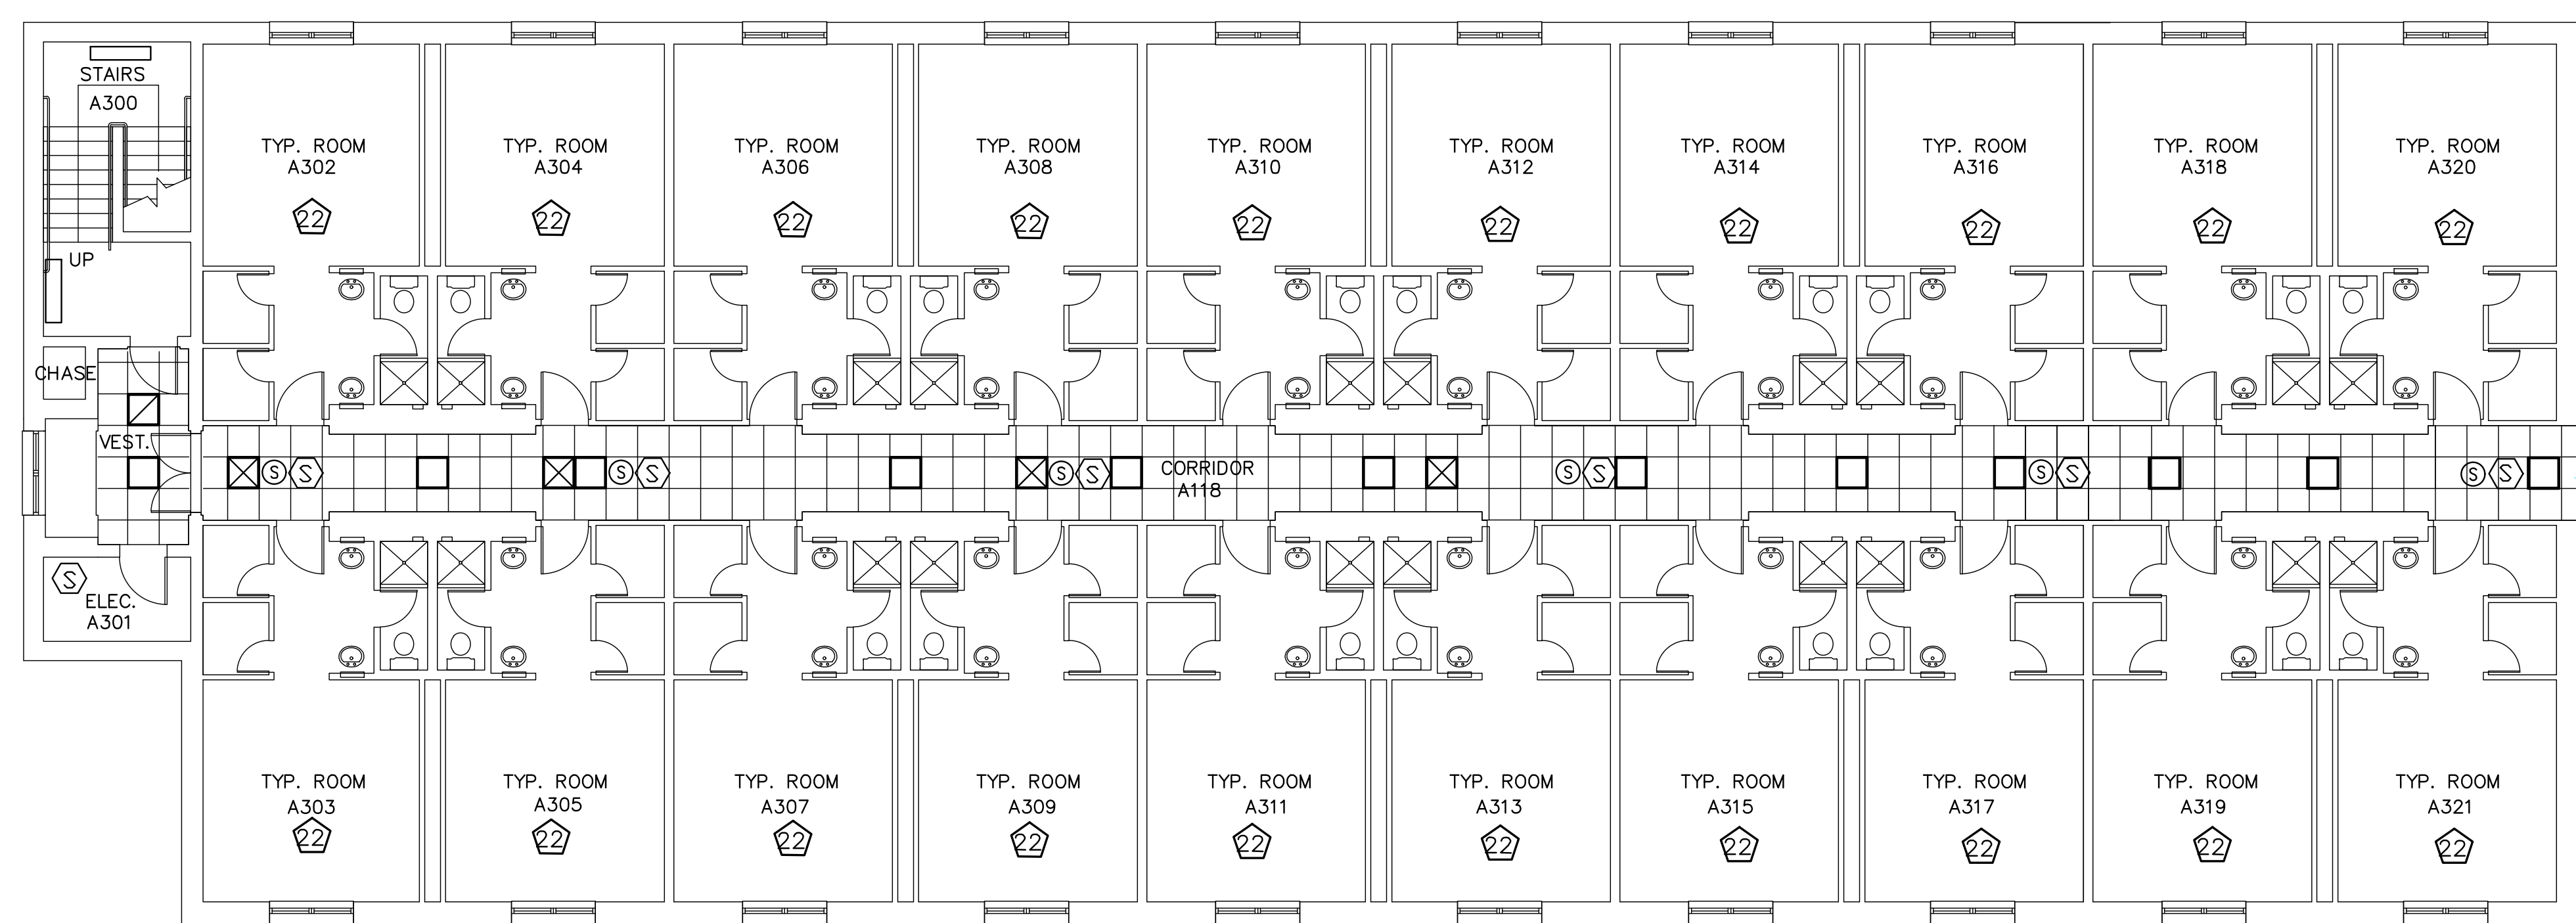 STAIRS
A300
UP
CHASE
VEST.
ELEC.
A301
S
TYP. ROOM
A302
22
TYP. ROOM
A304
22
TYP. ROOM
A306
22
TYP. ROOM
A308
22
TYP. ROOM
A310
22
TYP. ROOM
A312
22
TYP. ROOM
A314
22
TYP. ROOM
A316
22
TYP. ROOM
A318
22
TYP. ROOM
A320
22
S S
S S
S S
CORRIDOR
A118
S S
S S
S S
TYP. ROOM
A303
22
TYP. ROOM
A305
22
TYP. ROOM
A307
22
TYP. ROOM
A309
22
TYP. ROOM
A311
22
TYP. ROOM
A313
22
TYP. ROOM
A315
22
TYP. ROOM
A317
22
TYP. ROOM
A319
22
TYP. ROOM
A321
22